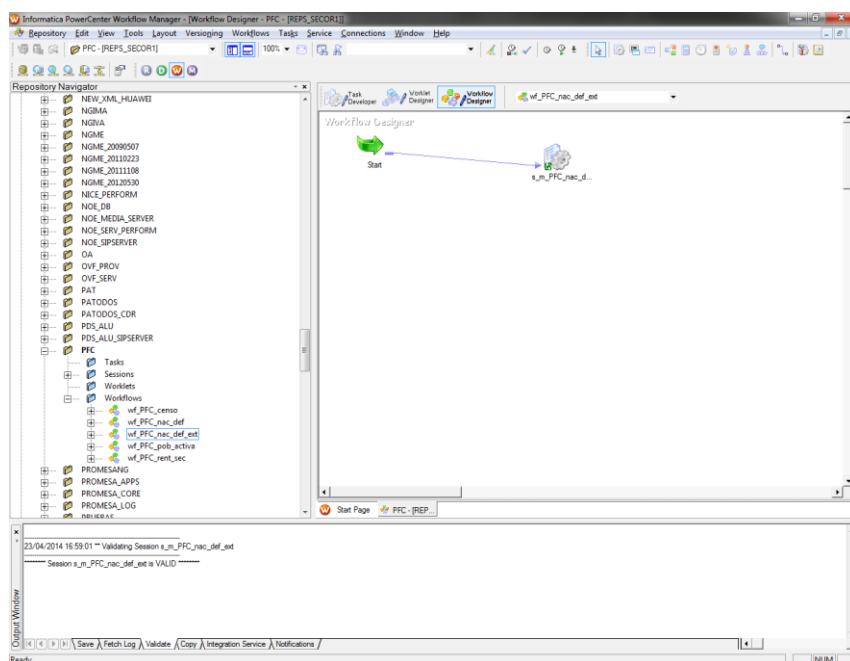 Informatica PowerCenter Workflow Manager - [Workflow Designer - PFC - [REPS_SECOR1]]
Repository Edit View Tools Layout Versioning Workflows Tasks Service Connections Window Help
PFC - [REPS_SECOR1] 100%
Repository Navigator
NEW_XML_HUAWEI
NGIMA
NGIVA
NGME
NGME_20090507
NGME_20110223
NGME_20111108
NGME_20120530
NICE_PERFORM
NOE_DB
NOE_MEDIA_SERVER
NOE_SERV_PERFORM
NOE_SIPSERVER
OA
OVF_PROV
OVF_SERV
PAT
PATODOS
PATODOS_CDR
PDS_ALU
PDS_ALU_SIPSERVER
PFC
Tasks
Sessions
Worklets
Workflows
wf_PFC_censo
wf_PFC_nac_def
wf_PFC_nac_def_ext
wf_PFC_pob_activa
wf_PFC_rent_sec
PROMESANG
PROMESA_APPS
PROMESA_CORE
PROMESA_LOG
PRUEBAS
Task Developer
Worklet Designer
Workflow Designer
wf_PFC_nac_def_ext
Workflow Designer
Start
s_m_PFC_nac_d...
Start Page PFC - [REP...
23/04/2014 16:59:01 ** Validating Session s_m_PFC_nac_def_ext
******** Session s_m_PFC_nac_def_ext is VALID ********
Output Window
Save Fetch Log Validate Copy Integration Service Notifications
Ready NUM